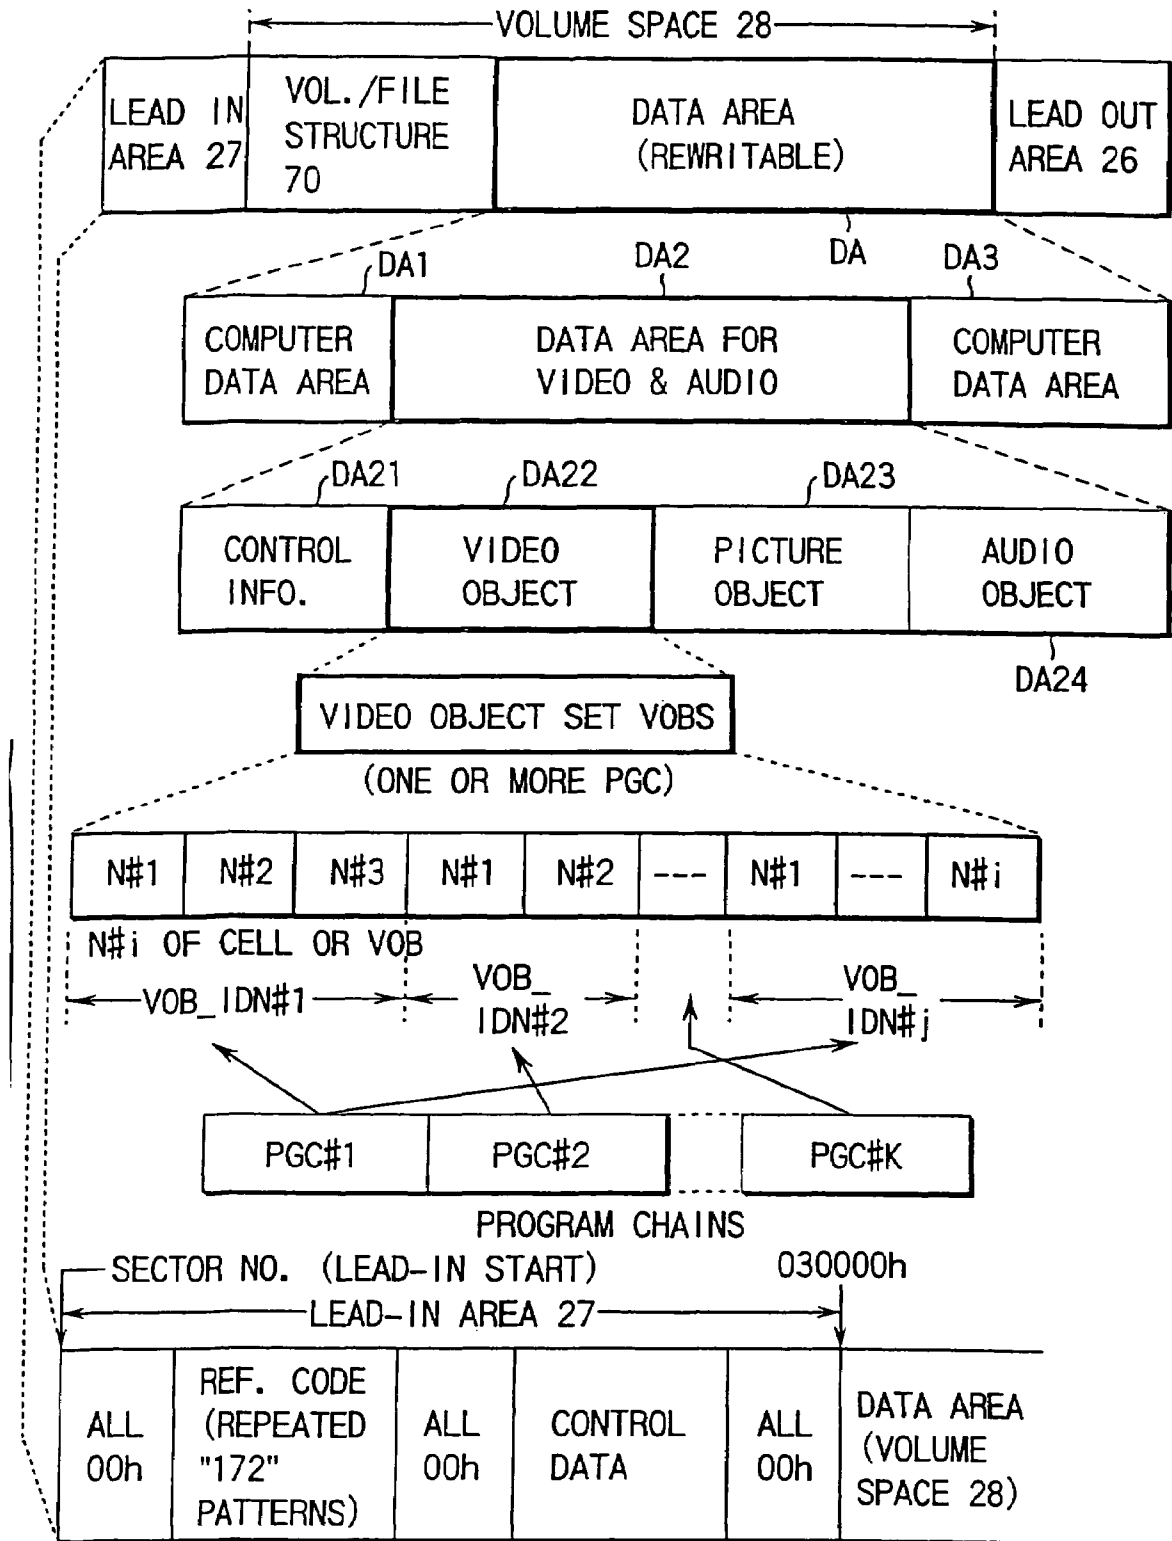 VOLUME SPACE 28
LEAD IN
AREA 27
VOL./FILE
STRUCTURE
70
DATA AREA
(REWRITABLE)
LEAD OUT
AREA 26
DA
DA1
DA2
DA3
COMPUTER
DATA AREA
DATA AREA FOR
VIDEO & AUDIO
COMPUTER
DATA AREA
DA21
DA22
DA23
CONTROL
INFO.
VIDEO
OBJECT
PICTURE
OBJECT
AUDIO
OBJECT
DA24
VIDEO OBJECT SET VOBS
(ONE OR MORE PGC)
N#1 N#2 N#3 N#1 N#2 --- N#1 --- N#i
N#i OF CELL OR VOB
VOB_IDN#1
VOB_
IDN#2
VOB_
IDN#j
PGC#1 PGC#2 PGC#K
PROGRAM CHAINS
SECTOR NO. (LEAD-IN START)
030000h
LEAD-IN AREA 27
ALL
00h
REF. CODE
(REPEATED
"172"
PATTERNS)
ALL
00h
CONTROL
DATA
ALL
00h
DATA AREA
(VOLUME
SPACE 28)